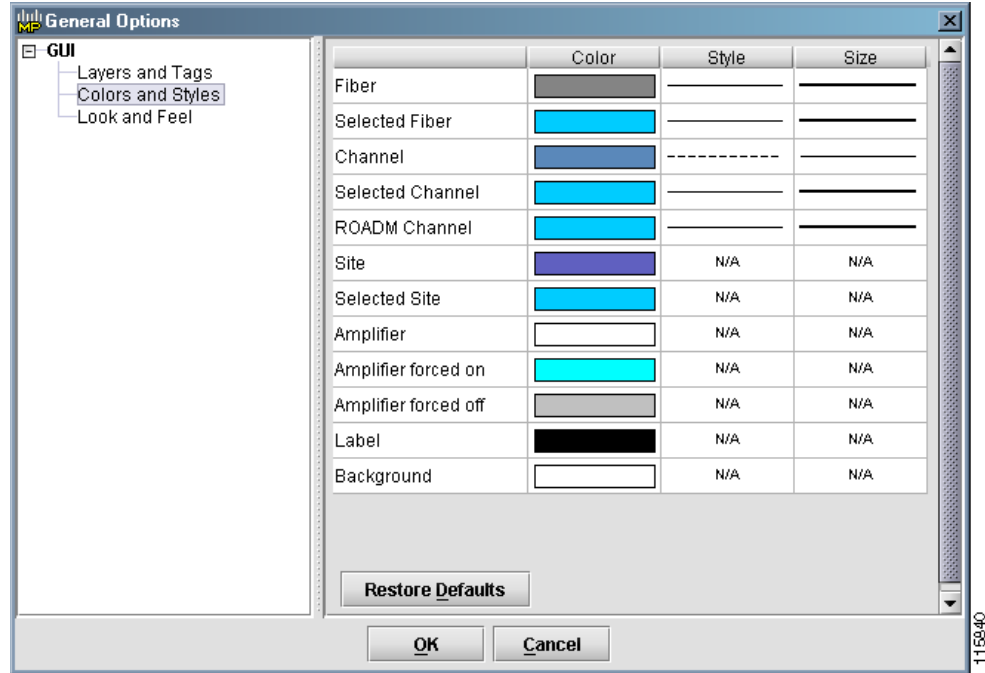 MP General Options
GUI
Layers and Tags
Colors and Styles
Look and Feel
Color Style Size
Fiber
Selected Fiber
Channel
Selected Channel
ROADM Channel
Site N/A N/A
Selected Site N/A N/A
Amplifier N/A N/A
Amplifier forced on N/A N/A
Amplifier forced off N/A N/A
Label N/A N/A
Background N/A N/A
Restore Defaults
OK Cancel
115840